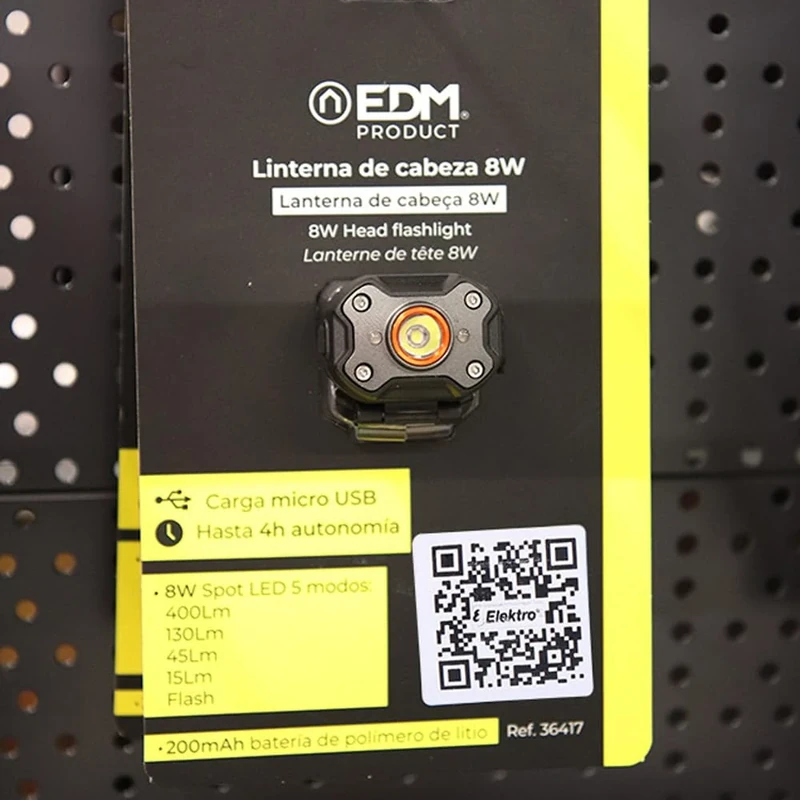 EDM®
PRODUCT
Linterna de cabeza 8W
Lanterna de cabeça 8W
8W Head flashlight
Lanterne de tête 8W
Carga micro USB
Hasta 4h autonomía
• 8W Spot LED 5 modos:
400Lm
130Lm
45Lm
15Lm
Flash
Elektro
• 200mAh batería de polímero de litio
Ref. 36417